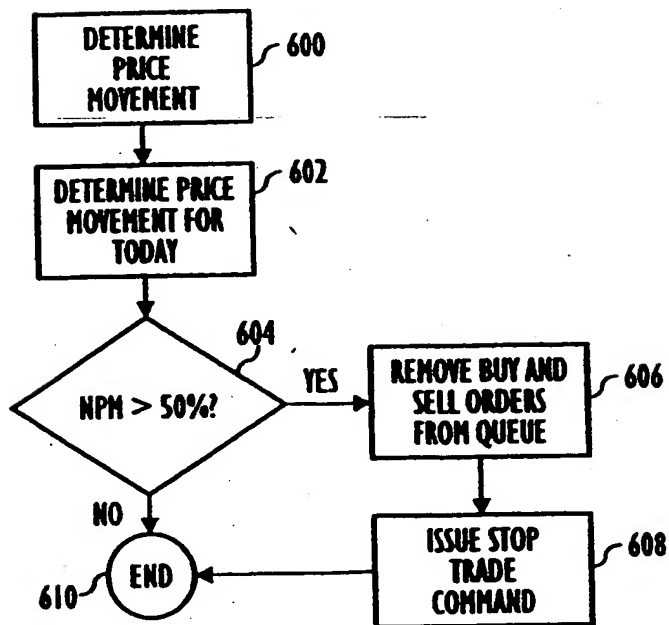 DETERMINE
PRICE
MOVEMENT
600
DETERMINE PRICE
MOVEMENT FOR
TODAY
602
604
NPM > 50%?
YES
REMOVE BUY AND
SELL ORDERS
FROM QUEUE
606
NO
END
610
ISSUE STOP
TRADE
COMMAND
608